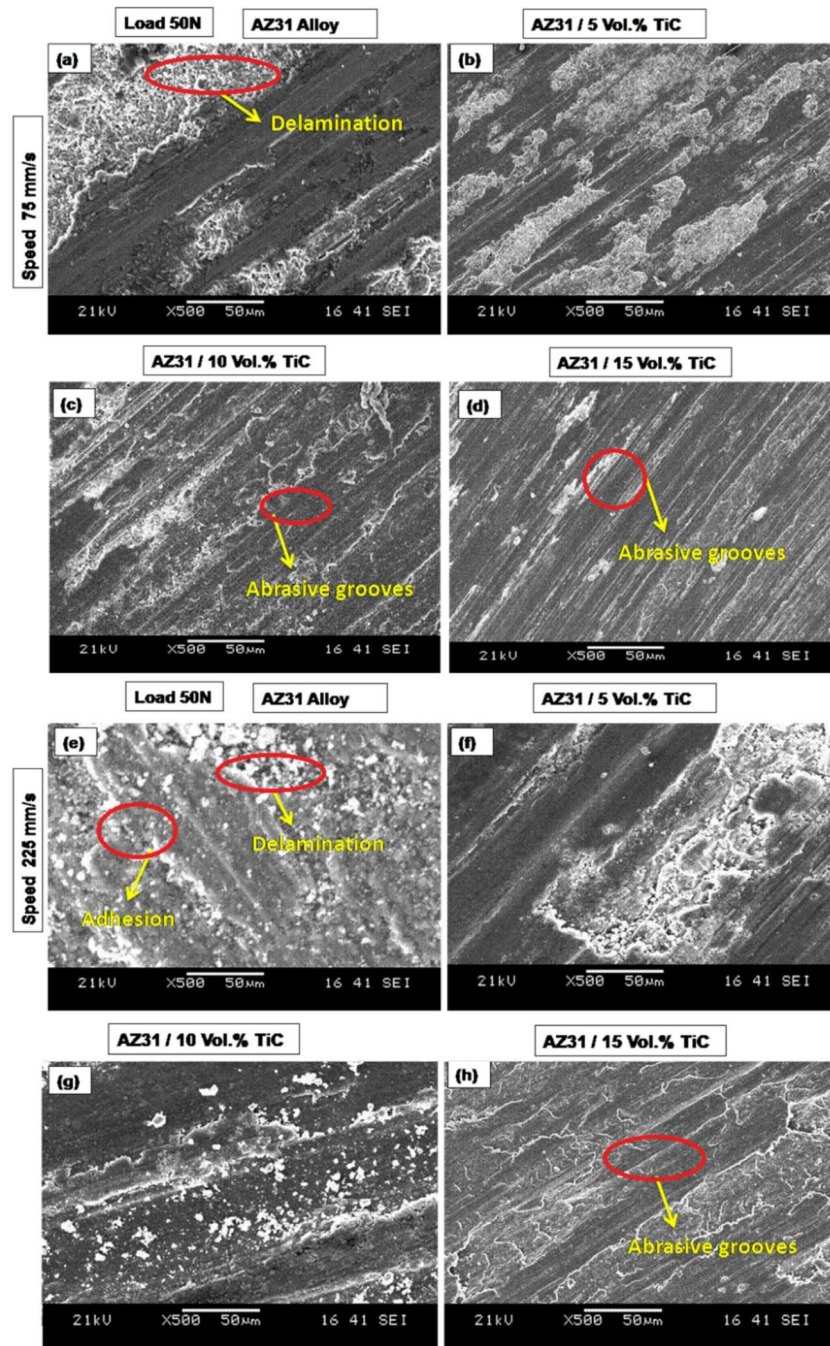 Load 50N AZ31 Alloy AZ31 / 5 Vol.% TiC
Speed 75 mm/s
(a) (b)
Delamination
21kV X500 50µm 16 41 SEI 21kV X500 50µm 16 41 SEI
AZ31 / 10 Vol.% TiC AZ31 / 15 Vol.% TiC
(c) (d)
Abrasive grooves Abrasive grooves
21kV X500 50µm 16 41 SEI 21kV X500 50µm 16 41 SEI
Load 50N AZ31 Alloy AZ31 / 5 Vol.% TiC
Speed 225 mm/s
(e) (f)
Delamination
Adhesion
21kV X500 50µm 16 41 SEI 21kV X500 50µm 16 41 SEI
AZ31 / 10 Vol.% TiC AZ31 / 15 Vol.% TiC
(g) (h)
Abrasive grooves
21kV X500 50µm 16 41 SEI 21kV X500 50µm 16 41 SEI